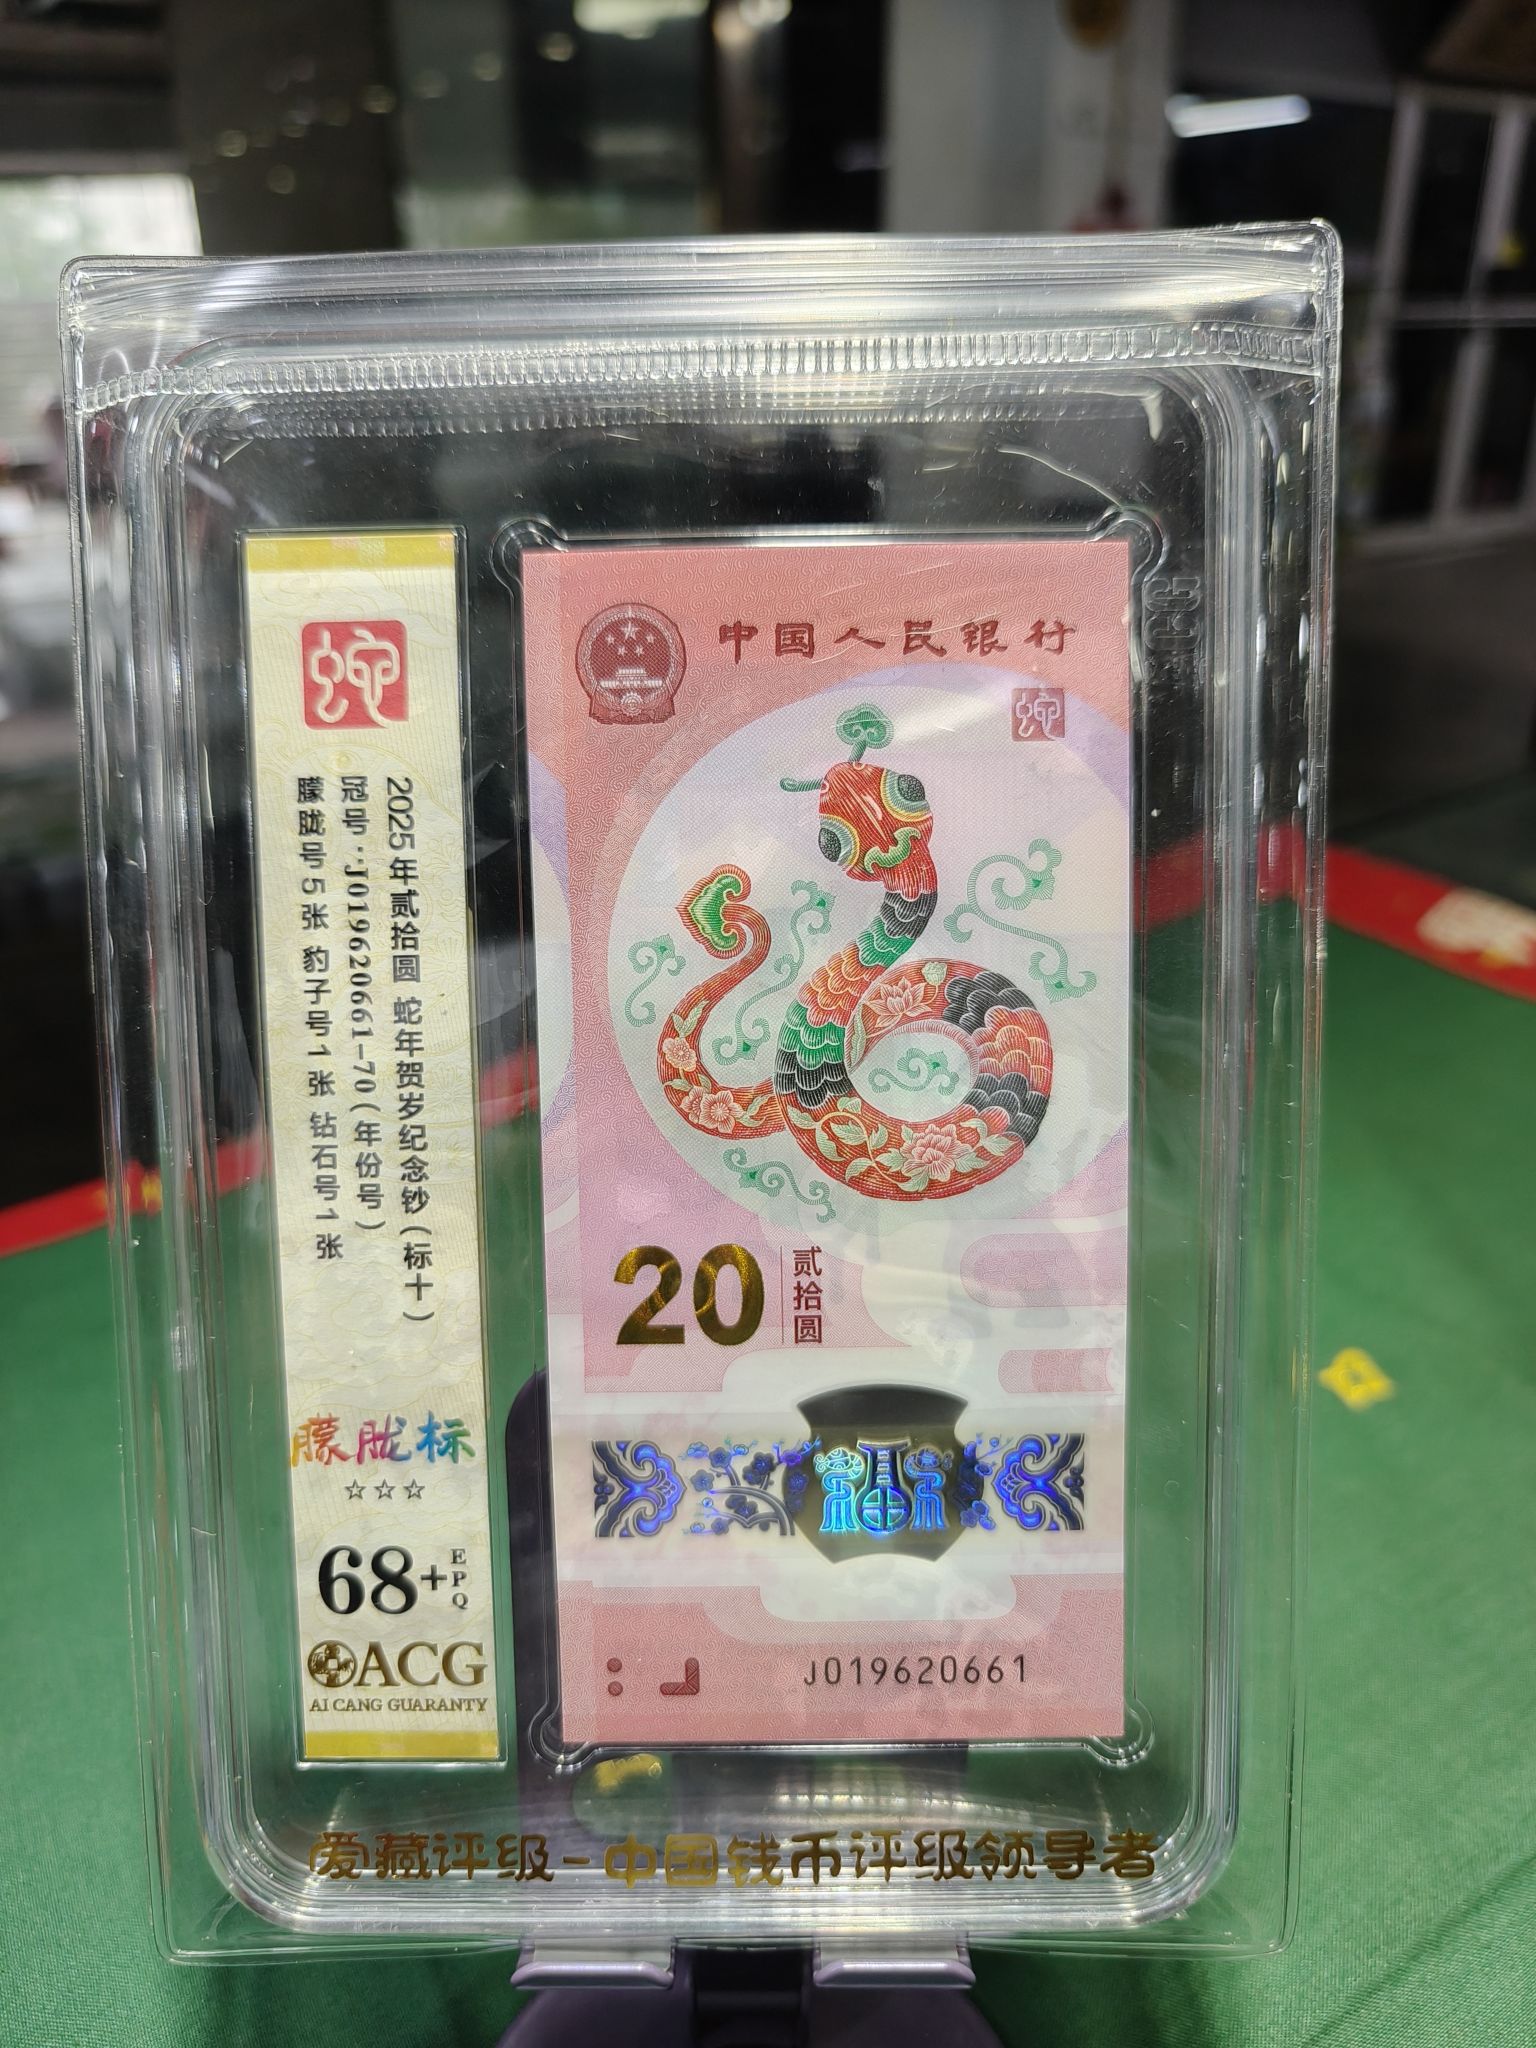 蛇
2025年贰拾圆 蛇年贺岁纪念钞(标十)
冠号:J019620661-70(年份号)
朦胧号5张 豹子号1张 钻石号1张
朦胧标
☆☆☆
68+
EPQ
ACG
AI CANG GUARANTY
中国人民银行
蛇
20
贰拾圆
福
J019620661
ACG
爱藏评级-中国钱币评级领导者